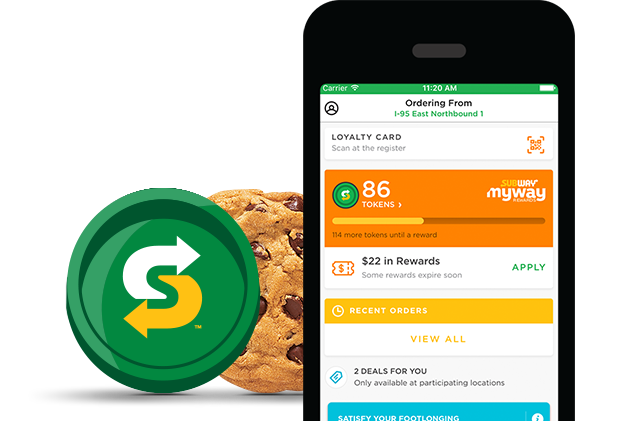 Carrier 11:20 AM
Ordering From
I-95 East Northbound 1
LOYALTY CARD
Scan at the register
86
TOKENS ›
SUBWAY
myway
REWARDS
114 more tokens until a reward
$22 in Rewards
Some rewards expire soon
APPLY
RECENT ORDERS
VIEW ALL
2 DEALS FOR YOU
Only available at participating locations
SATISFY YOUR FOOTLONGING
S
TM